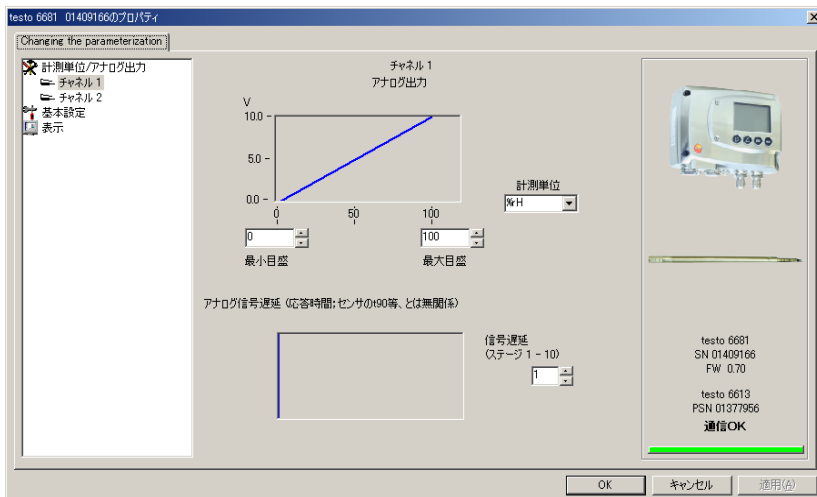 testo 6681 01409166のプロパティ
Changing the parameterization
計測単位/アナログ出力
チャネル 1
チャネル 2
基本設定
表示
チャネル 1
アナログ出力
V
10.0
5.0
0.0
0 50 100
0 100
最小目盛 最大目盛
計測単位
%rH
アナログ信号遅延 (応答時間;センサのt90等、とは無関係)
信号遅延
(ステージ 1 - 10)
1
testo 6681
SN 01409166
FW 0.70
testo 6613
PSN 01377956
通信OK
OK キャンセル 適用(A)